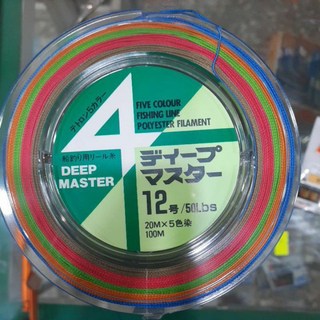 テトロン5カラー
FIVE COLOUR
FISHING LINE
POLYESTER FILAMENT
4
船釣り用リール糸
DEEP
MASTER
ディープ
マスター
12号/50Lbs
20M×5色染
100M